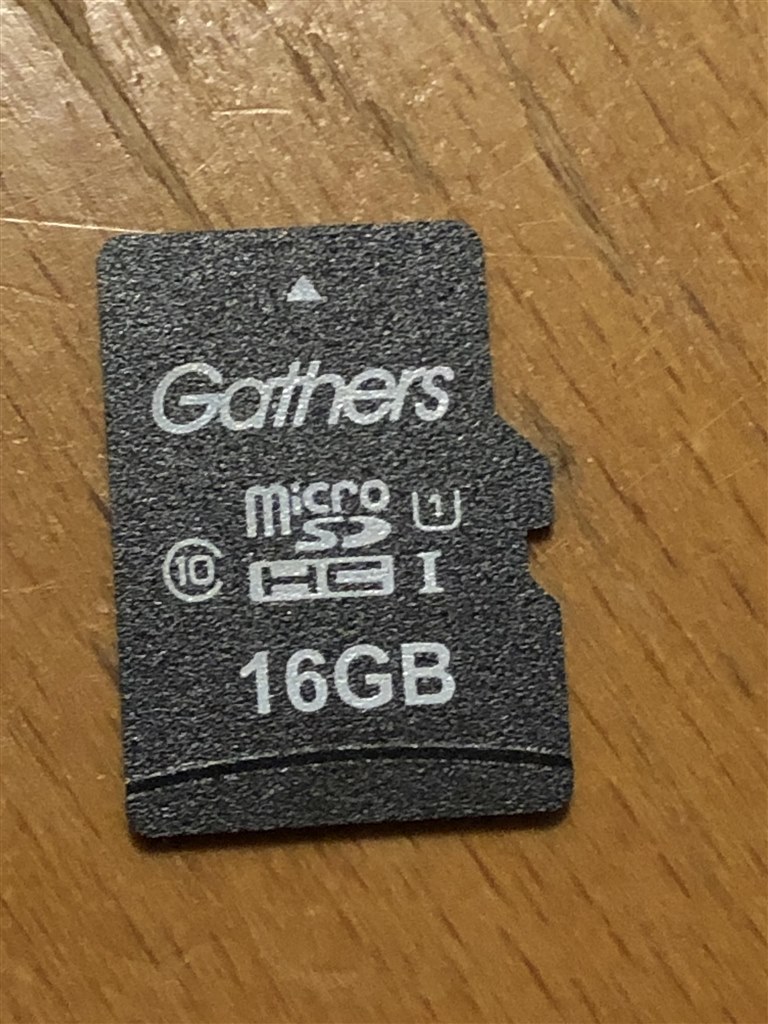 Gathers
micro
SD
HC I
1
10
16GB